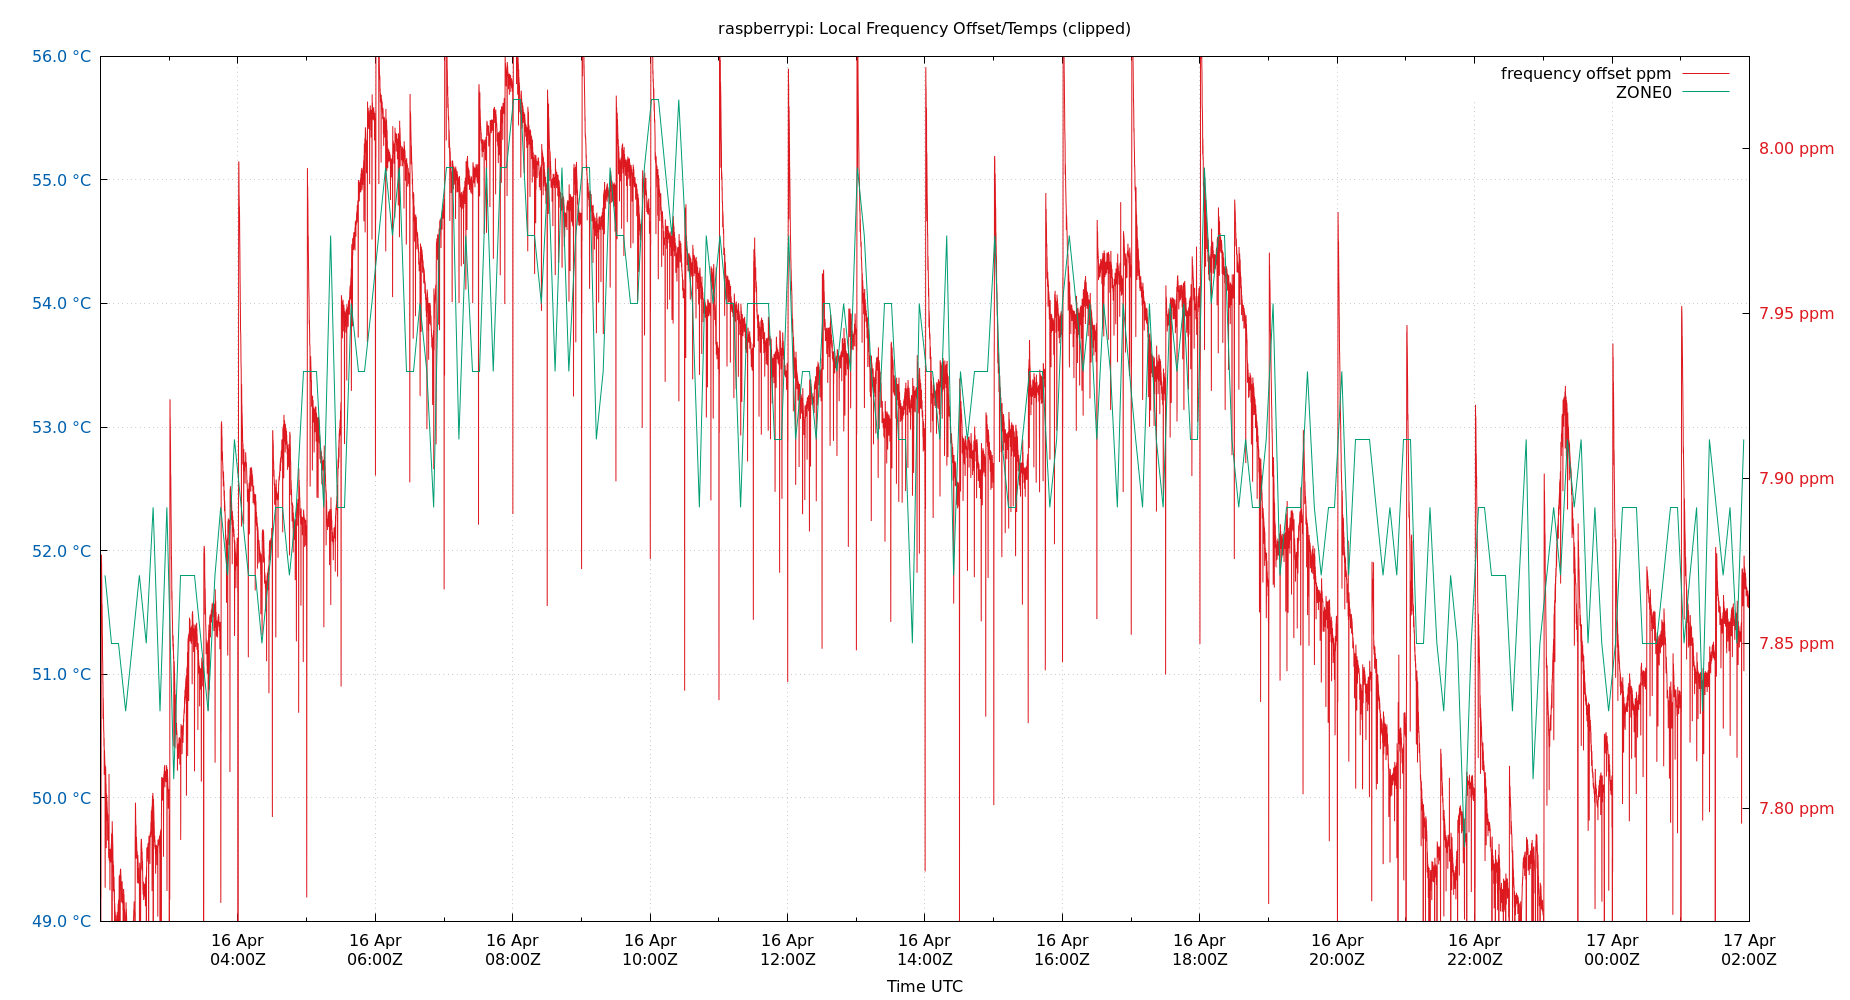 raspberrypi: Local Frequency Offset/Temps (clipped)
frequency offset ppm
ZONE0
56.0 °C
55.0 °C
54.0 °C
53.0 °C
52.0 °C
51.0 °C
50.0 °C
49.0 °C
8.00 ppm
7.95 ppm
7.90 ppm
7.85 ppm
7.80 ppm
16 Apr 16 Apr 16 Apr 16 Apr 16 Apr 16 Apr 16 Apr 16 Apr 16 Apr 16 Apr 17 Apr 17 Apr
04:00Z 06:00Z 08:00Z 10:00Z 12:00Z 14:00Z 16:00Z 18:00Z 20:00Z 22:00Z 00:00Z 02:00Z
Time UTC